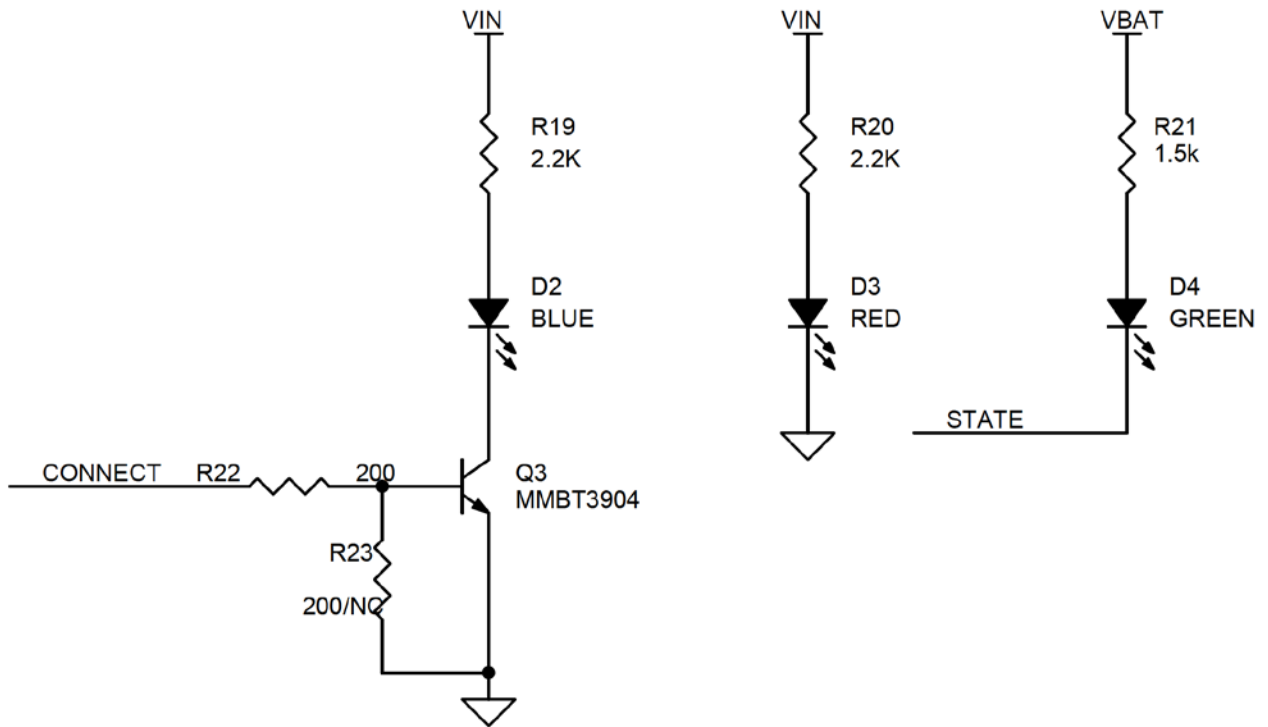 VIN
VIN
VBAT
R19
2.2K
R20
2.2K
R21
1.5k
D2
BLUE
D3
RED
D4
GREEN
STATE
CONNECT
R22
200
Q3
MMBT3904
R23
200/NC